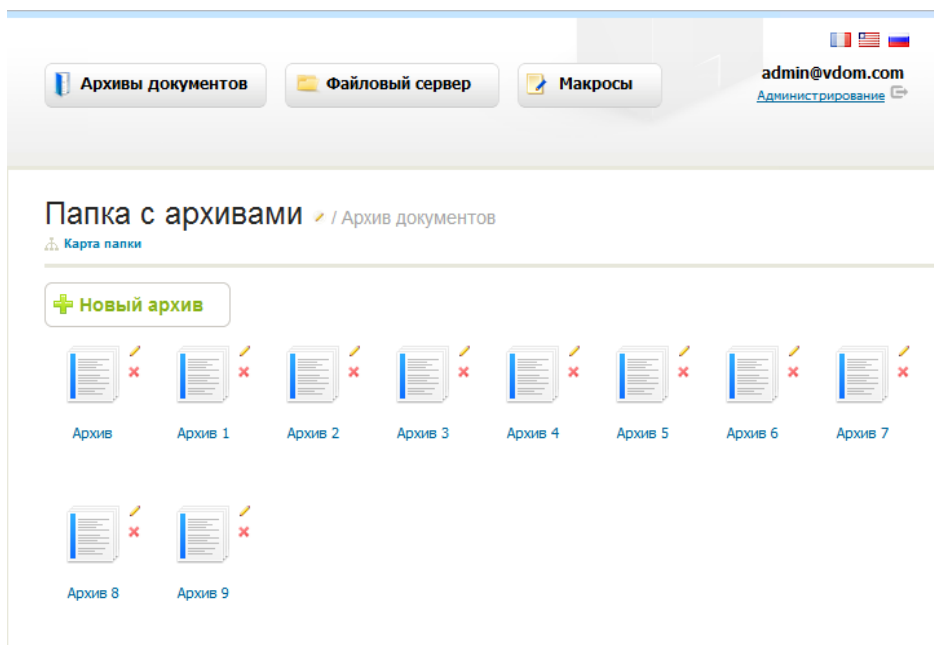 Архивы документов
Файловый сервер
Макросы
admin@vdom.com
Администрирование
Папка с архивами / Архив документов
Карта папки
Новый архив
Архив
Архив 1
Архив 2
Архив 3
Архив 4
Архив 5
Архив 6
Архив 7
Архив 8
Архив 9